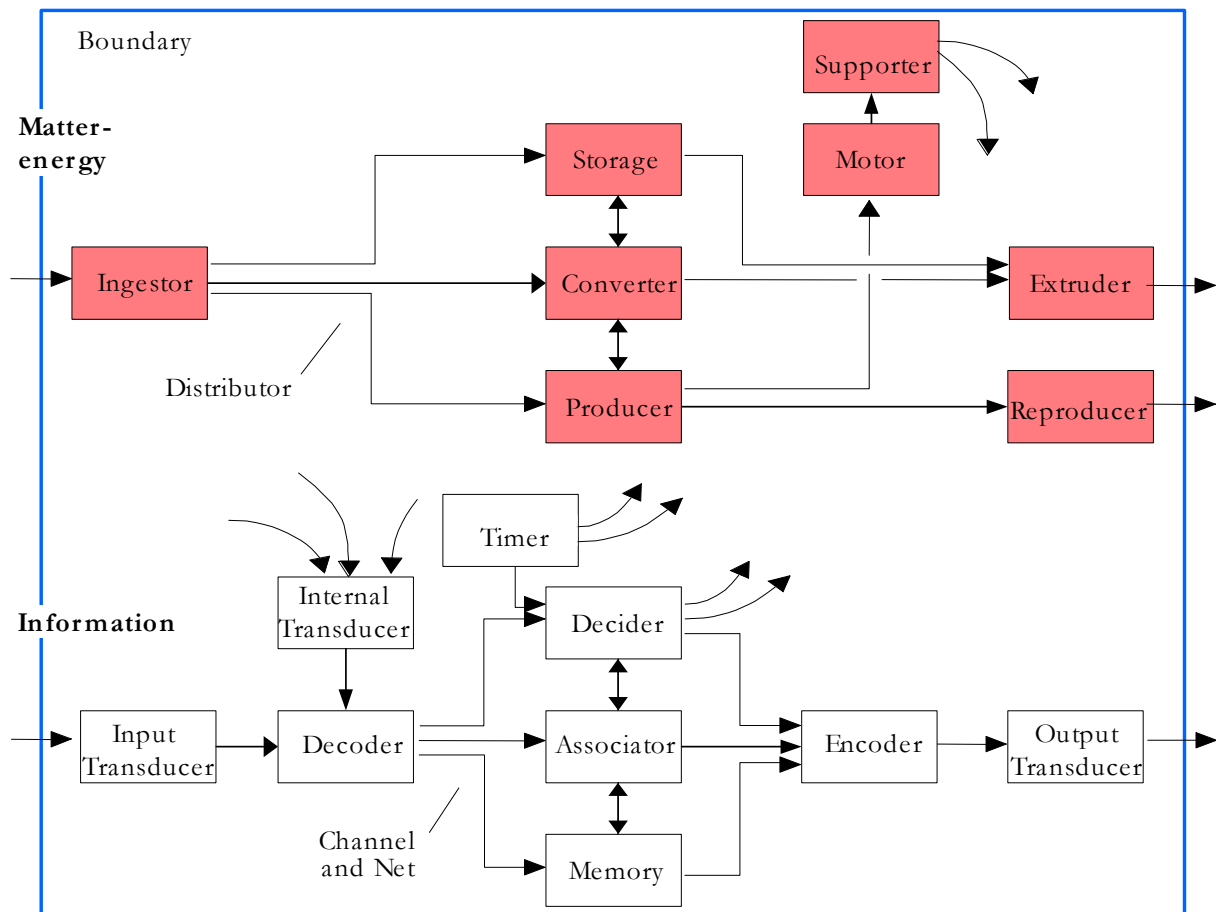 Boundary
Supporter
Matter-
energy
Storage
Motor
Ingestor
Converter
Extruder
Distributor
Producer
Reproducer
Timer
Internal
Transducer
Information
Decider
Input
Transducer
Decoder
Associator
Encoder
Output
Transducer
Channel
and Net
Memory